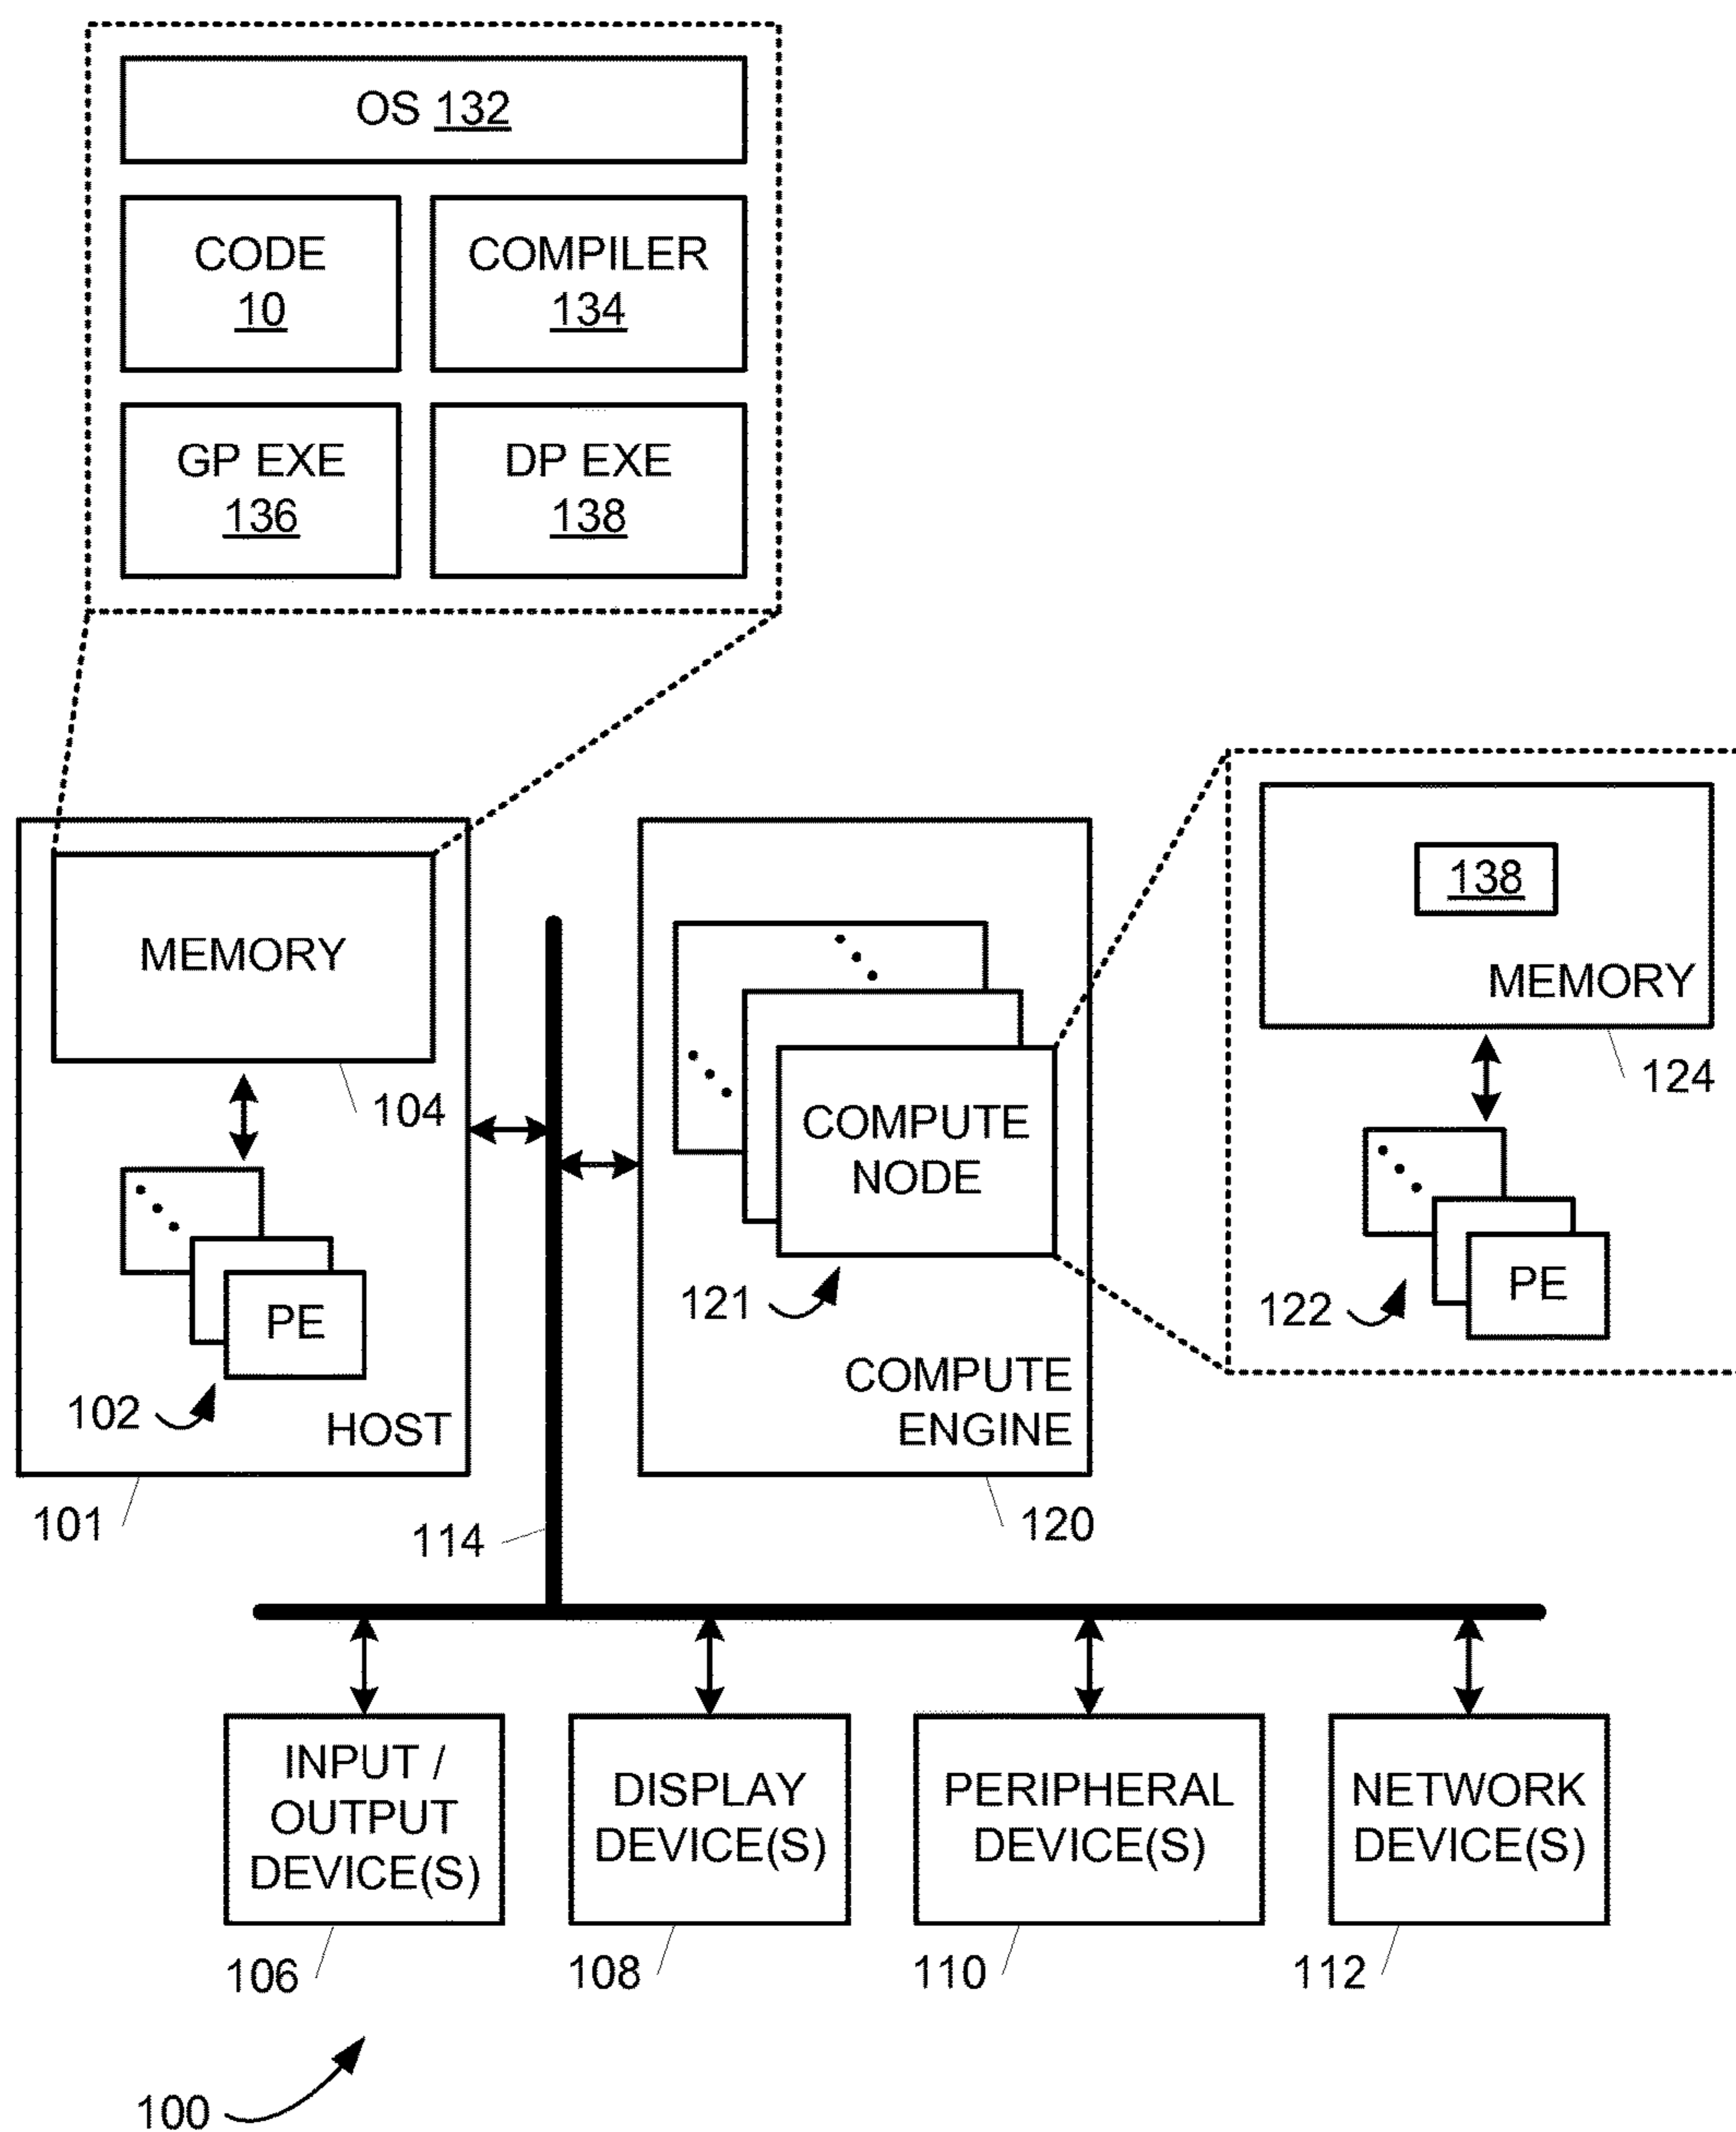 OS 132
CODE
10
COMPILER
134
GP EXE
136
DP EXE
138
MEMORY
104
PE
102
HOST
101
114
COMPUTE
NODE
121
COMPUTE
ENGINE
120
138
MEMORY
124
PE
122
INPUT /
OUTPUT
DEVICE(S)
106
DISPLAY
DEVICE(S)
108
PERIPHERAL
DEVICE(S)
110
NETWORK
DEVICE(S)
112
100